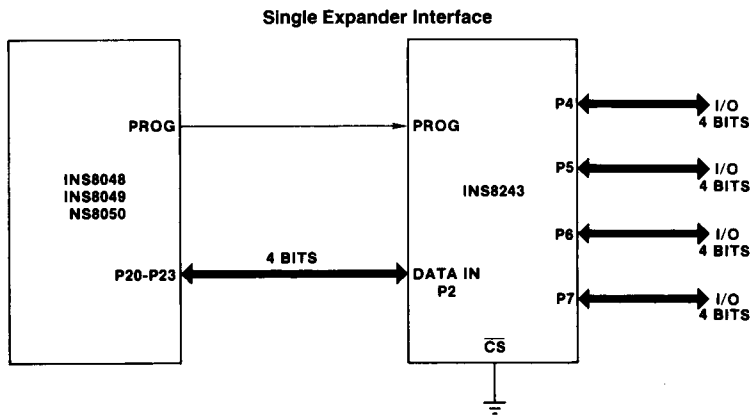 Single Expander Interface
PROG
INS8048
INS8049
NS8050
P20-P23
4 BITS
PROG
INS8243
DATA IN
P2
CS
P4
I/O
4 BITS
P5
I/O
4 BITS
P6
I/O
4 BITS
P7
I/O
4 BITS